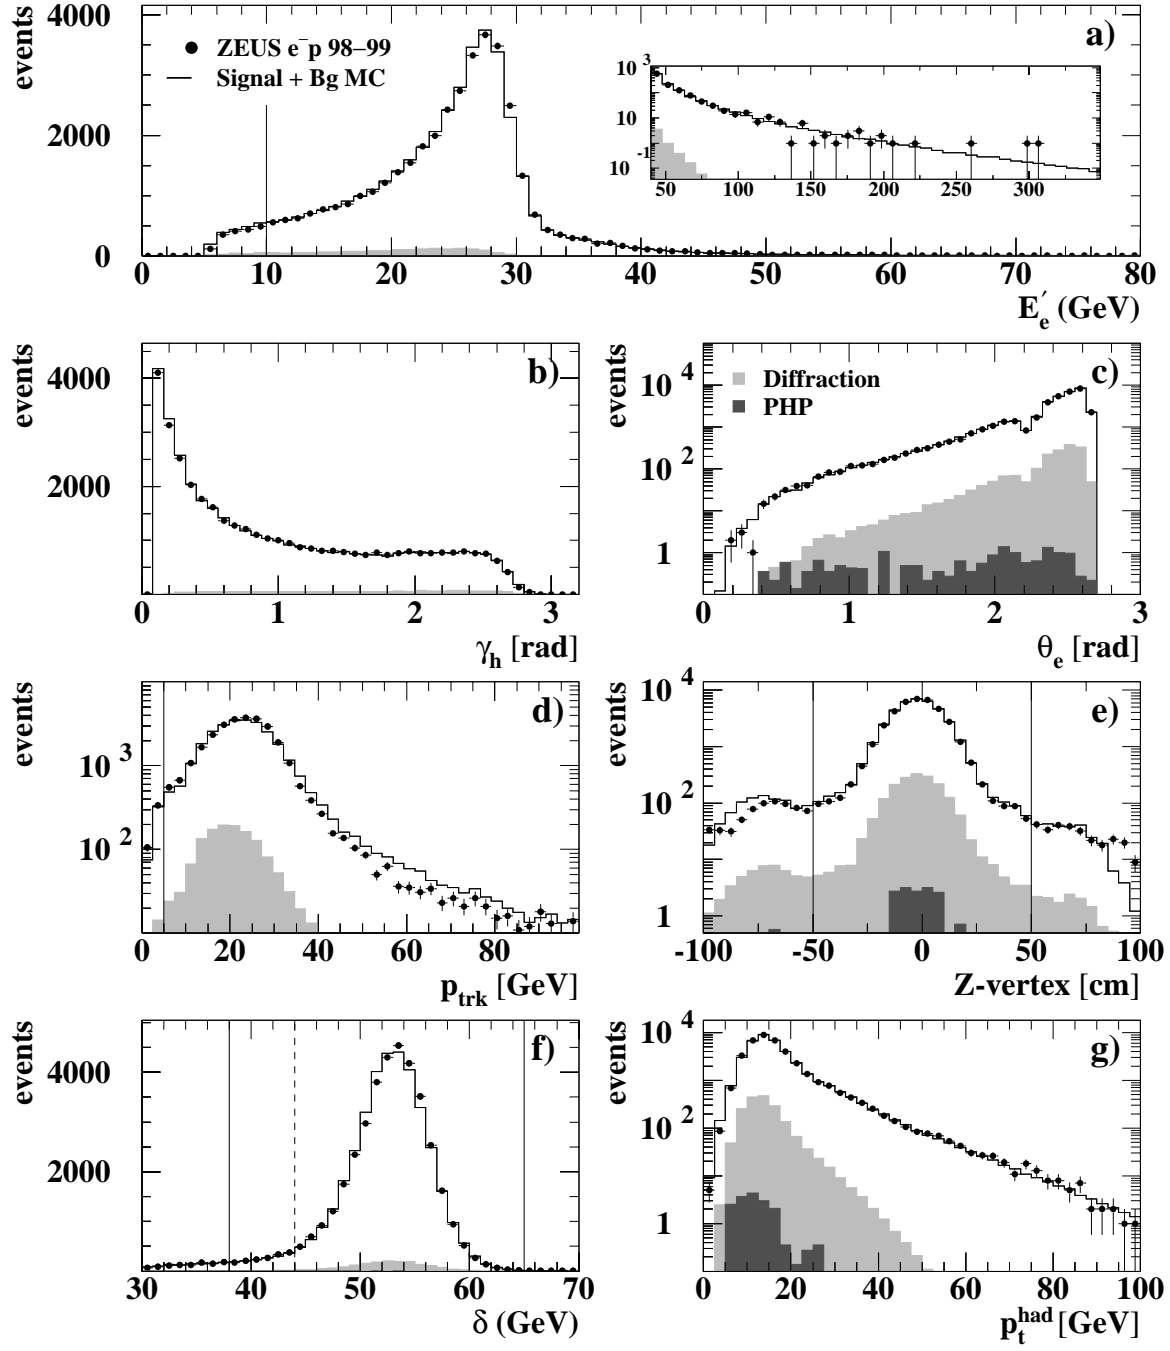 events
4000
2000
0
ZEUS e⁻p 98–99
Signal + Bg MC
a)
10³
10
10⁻¹
50 100 150 200 250 300
0 10 20 30 40 50 60 70 80
E′ₑ (GeV)
events
4000
2000
0
b)
0 1 2 3
γₕ [rad]
events
10⁴
10²
1
Diffraction
PHP
c)
0 1 2 3
θₑ [rad]
events
10³
10²
d)
0 20 40 60 80
p_trk [GeV]
events
10⁴
10²
1
e)
-100 -50 0 50 100
Z-vertex [cm]
events
4000
2000
0
f)
30 40 50 60 70
δ (GeV)
events
10⁴
10²
1
g)
0 20 40 60 80 100
p_t^had [GeV]